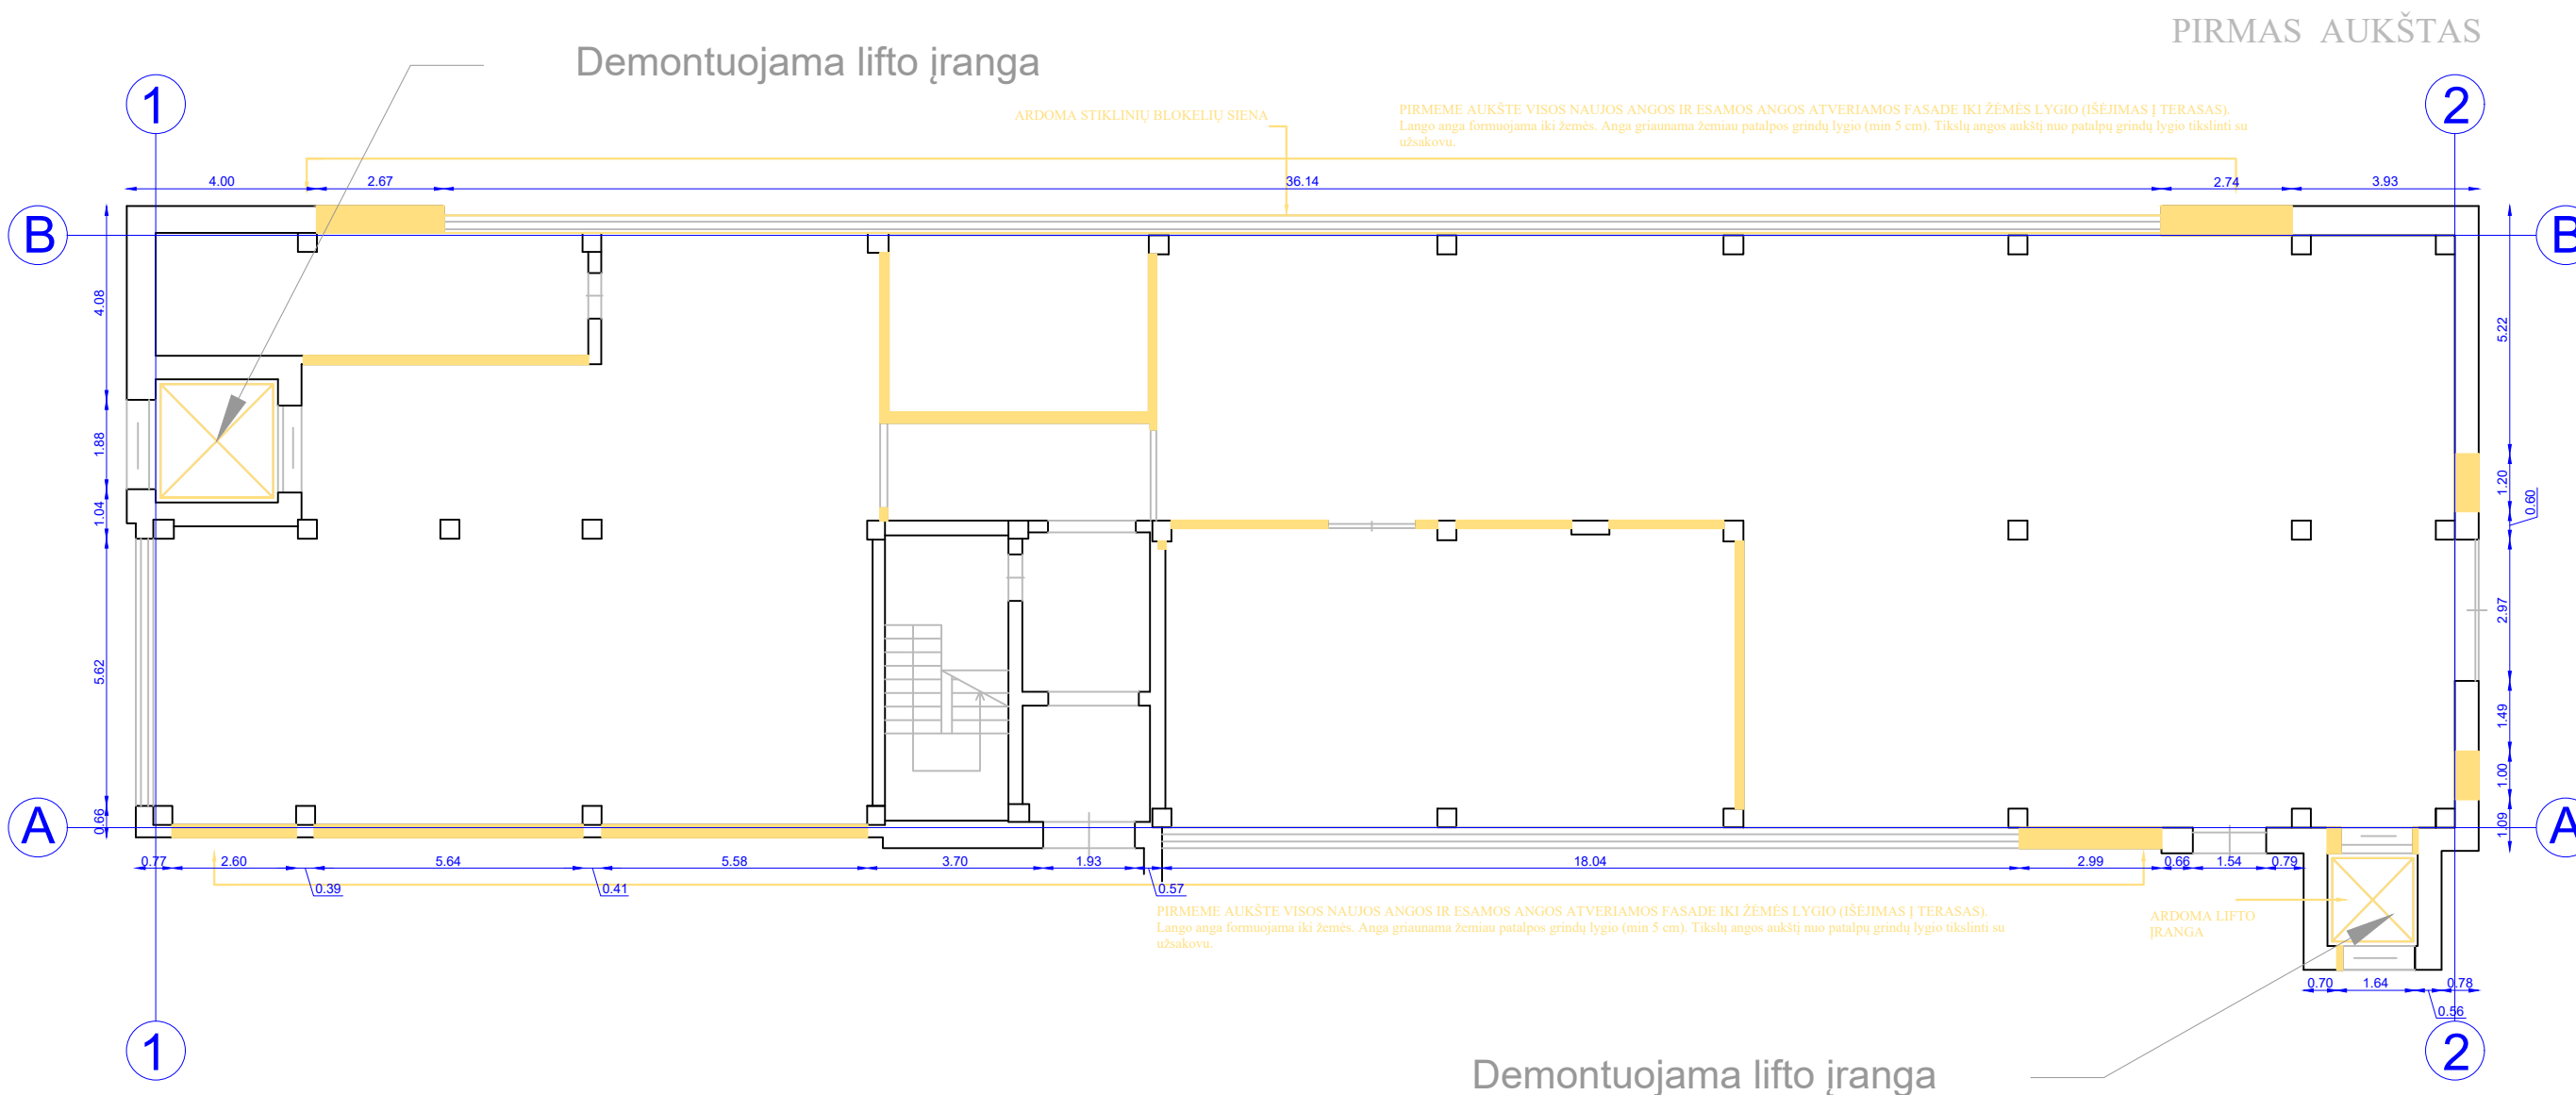 PIRMAS AUKŠTAS
Demontuojama lifto įranga
1
2
ARDOMA STIKLINIŲ BLOKELIŲ SIENA
PIRMEME AUKŠTE VISOS NAUJOS ANGOS IR ESAMOS ANGOS ATVERIAMOS FASADE IKI ŽĖMĖS LYGIO (IŠĖJIMAS Į TERASAS).
Lango anga formuojama iki žemės. Anga griaunama žemiau patalpos grindų lygio (min 5 cm). Tikslų angos aukštį nuo patalpų grindų lygio tikslinti su
užsakovu.
4.00 2.67 36.14 2.74 3.93
B
B
4.08
5.22
1.88
1.20
0.60
1.04
2.97
5.62
1.49
1.00
0.66
1.09
A
A
0.77 2.60 5.64 5.58 3.70 1.93 18.04 2.99 0.66 1.54 0.79
0.39 0.41 0.57
PIRMEME AUKŠTE VISOS NAUJOS ANGOS IR ESAMOS ANGOS ATVERIAMOS FASADE IKI ŽĖMĖS LYGIO (IŠĖJIMAS Į TERASAS).
Lango anga formuojama iki žemės. Anga griaunama žemiau patalpos grindų lygio (min 5 cm). Tikslų angos aukštį nuo patalpų grindų lygio tikslinti su
užsakovu.
ARDOMA LIFTO
ĮRANGA
0.70 1.64 0.78
0.56
1
2
Demontuojama lifto įranga